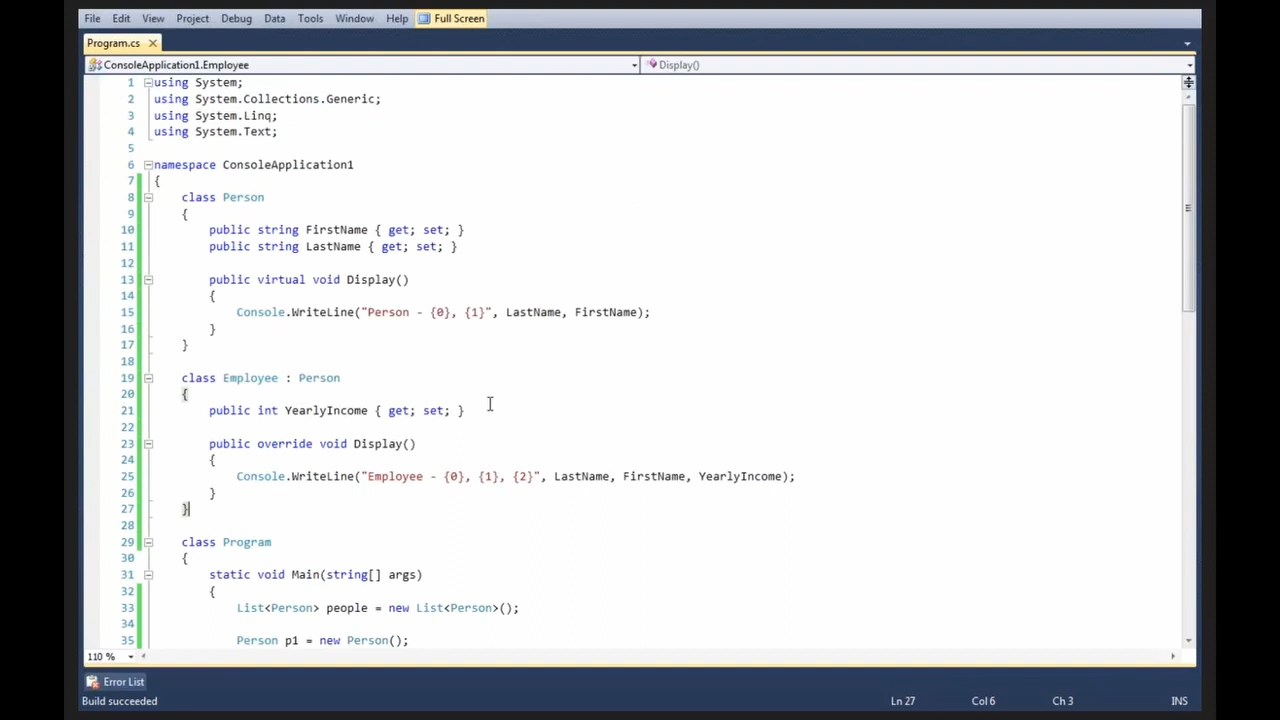 File Edit View Project Debug Data Tools Window Help Full Screen
Program.cs
ConsoleApplication1.Employee Display()
1 using System;
2 using System.Collections.Generic;
3 using System.Linq;
4 using System.Text;
5
6 namespace ConsoleApplication1
7 {
8 class Person
9 {
10 public string FirstName { get; set; }
11 public string LastName { get; set; }
12
13 public virtual void Display()
14 {
15 Console.WriteLine("Person - {0}, {1}", LastName, FirstName);
16 }
17 }
18
19 class Employee : Person
20 {
21 public int YearlyIncome { get; set; }
22
23 public override void Display()
24 {
25 Console.WriteLine("Employee - {0}, {1}, {2}", LastName, FirstName, YearlyIncome);
26 }
27 }
28
29 class Program
30 {
31 static void Main(string[] args)
32 {
33 List<Person> people = new List<Person>();
34
35 Person p1 = new Person();
110 %
Error List
Build succeeded Ln 27 Col 6 Ch 3 INS